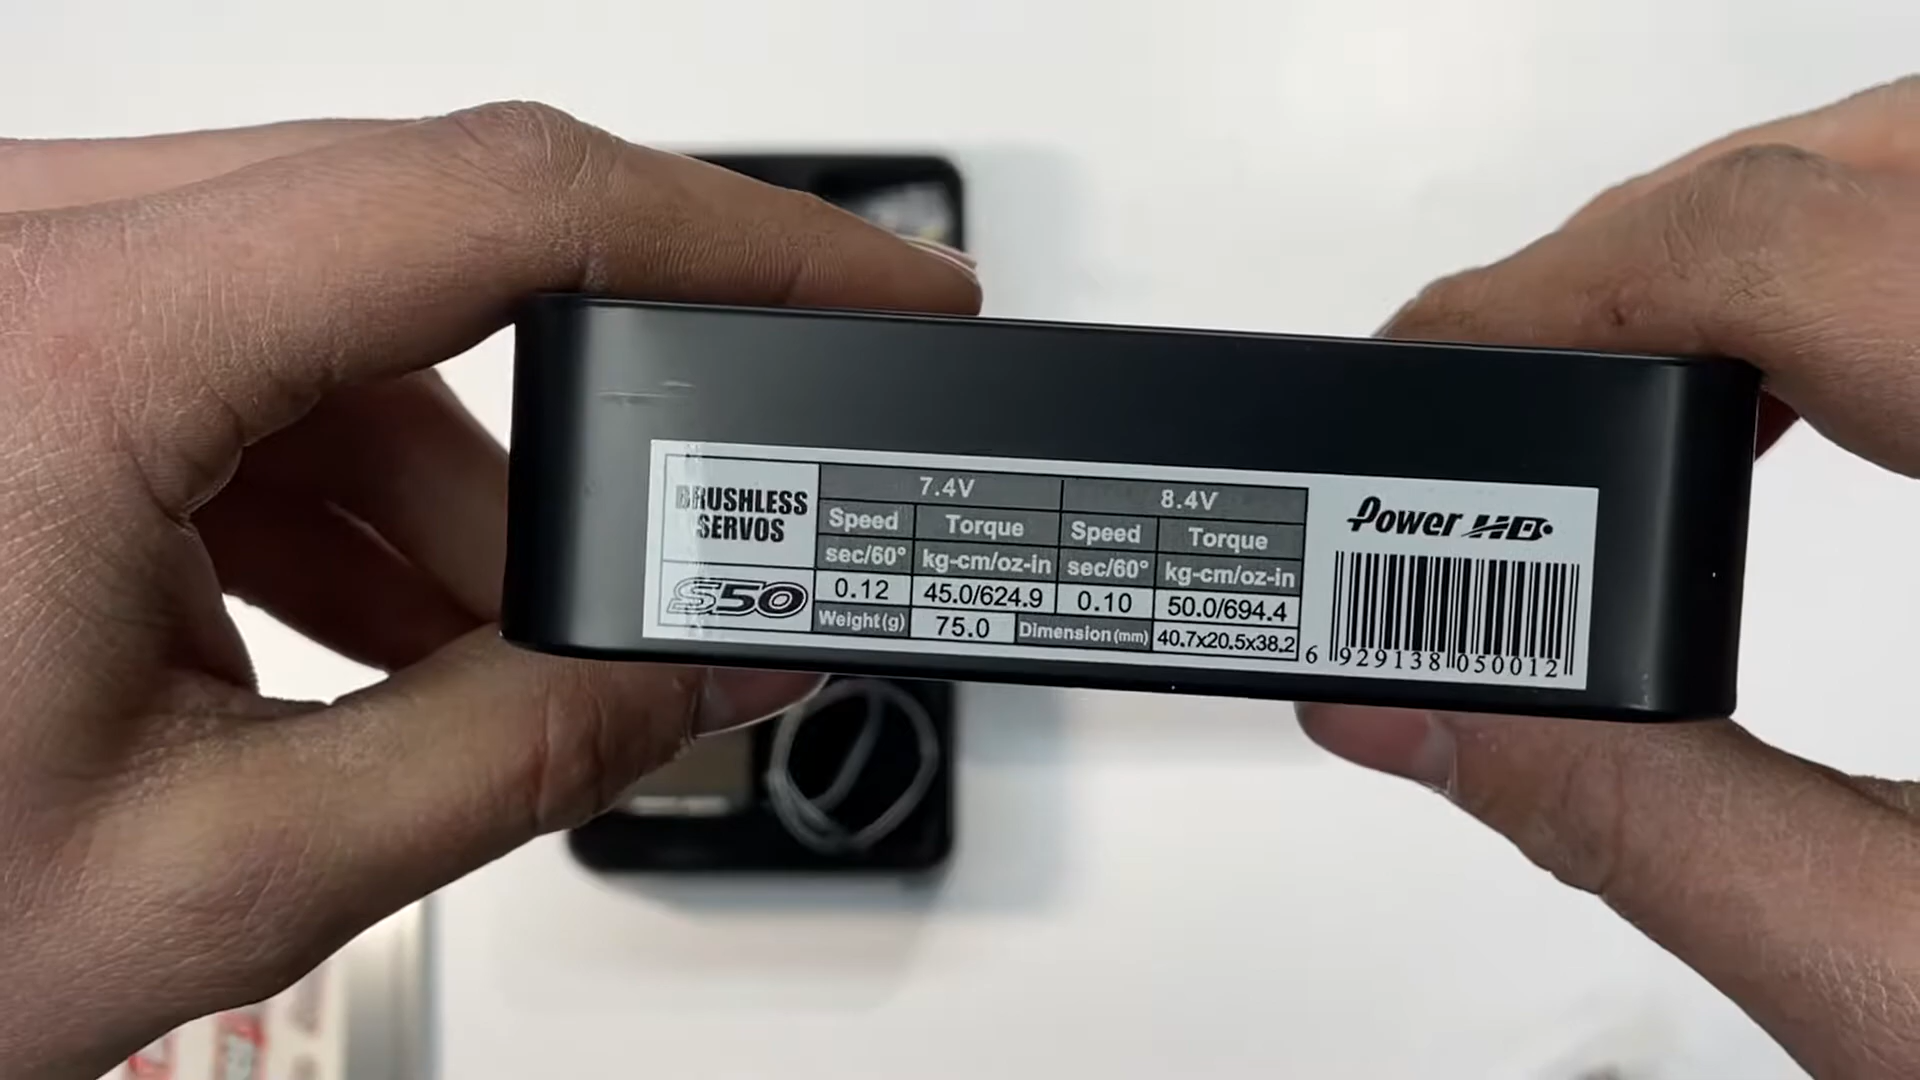 BRUSHLESS
SERVOS
S50
7.4V 8.4V
Speed Torque Speed Torque
sec/60° kg-cm/oz-in sec/60° kg-cm/oz-in
0.12 45.0/624.9 0.10 50.0/694.4
Weight(g) 75.0 Dimension(mm) 40.7x20.5x38.2
Power HD
6 929138 050012